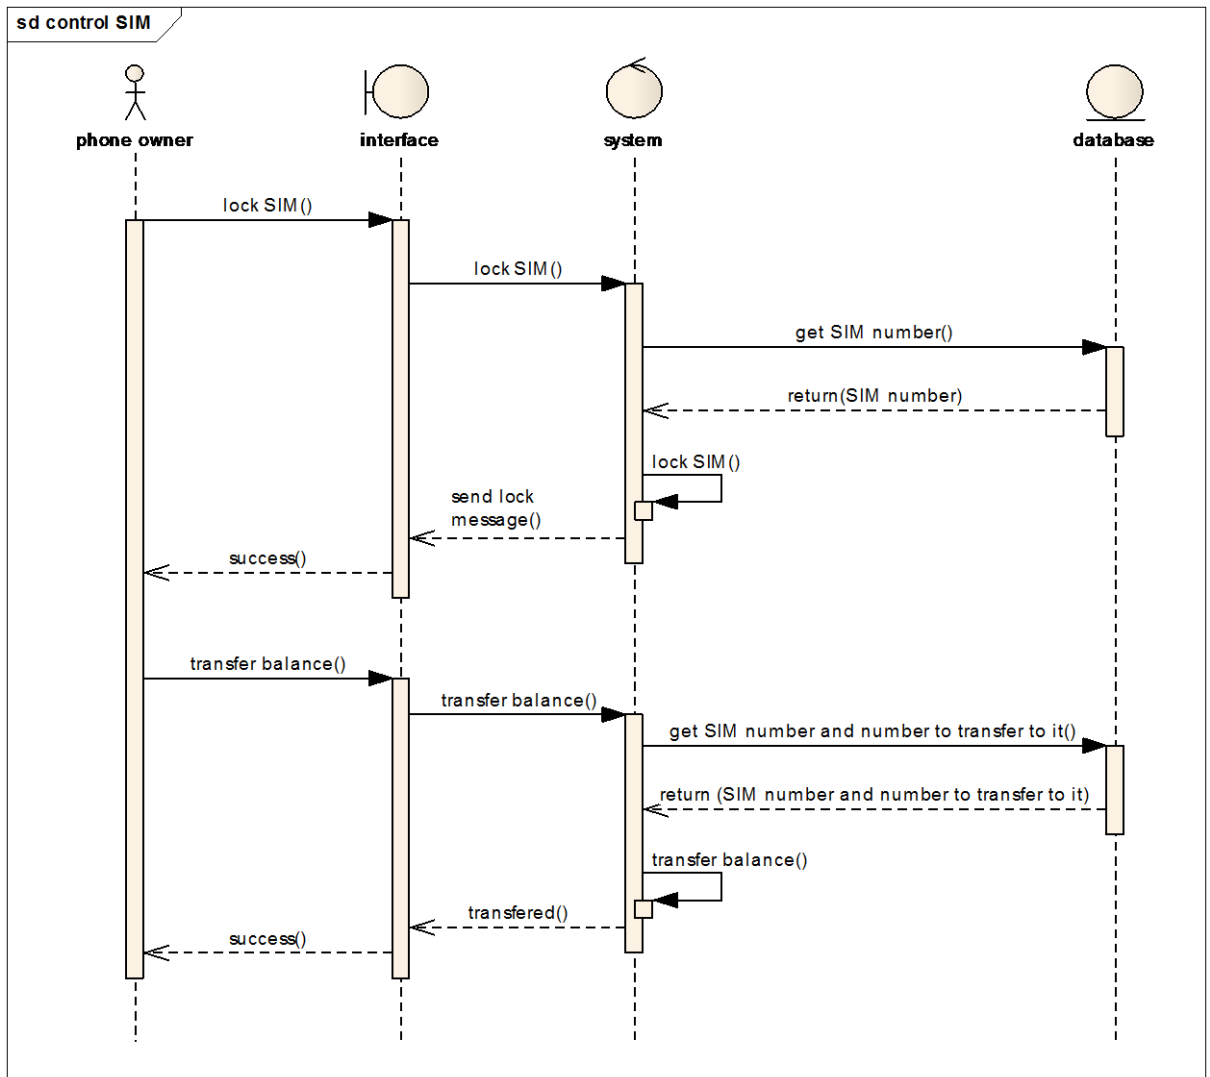 sd control SIM
phone owner
interface
system
database
lock SIM()
lock SIM()
get SIM number()
return(SIM number)
lock SIM()
send lock
message()
success()
transfer balance()
transfer balance()
get SIM number and number to transfer to it()
return (SIM number and number to transfer to it)
transfer balance()
transfered()
success()